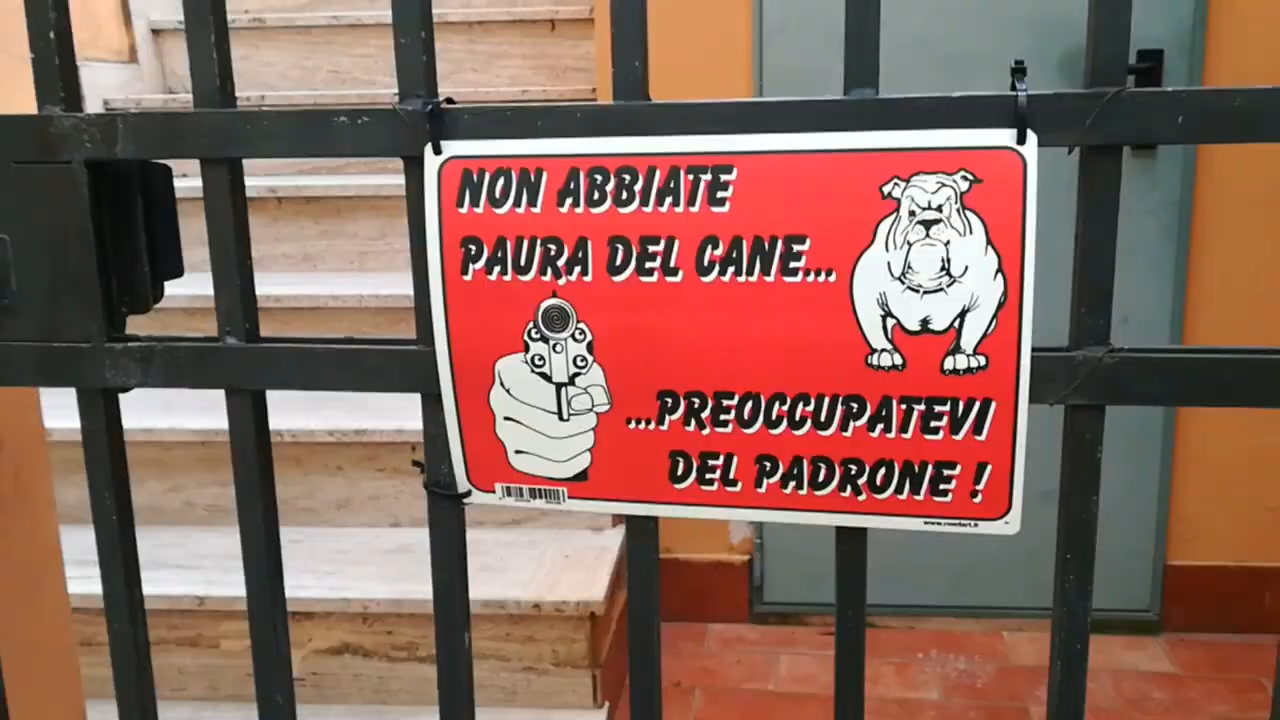 NON ABBIATE
PAURA DEL CANE...
...PREOCCUPATEVI
DEL PADRONE !